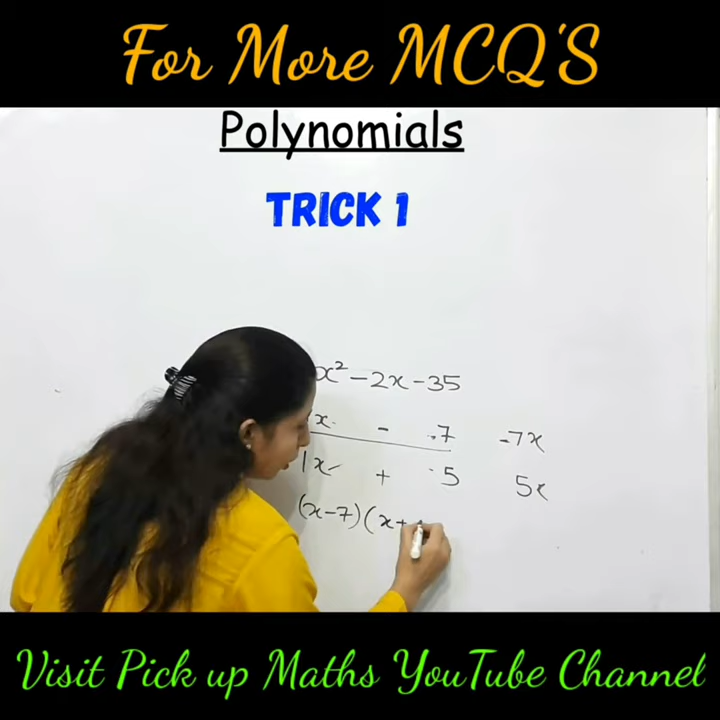 For More MCQ'S
Polynomials
TRICK 1
x² - 2x - 35
x - 7 -7x
1x + 5 5x
(x-7)(x+
Visit Pick up Maths YouTube Channel